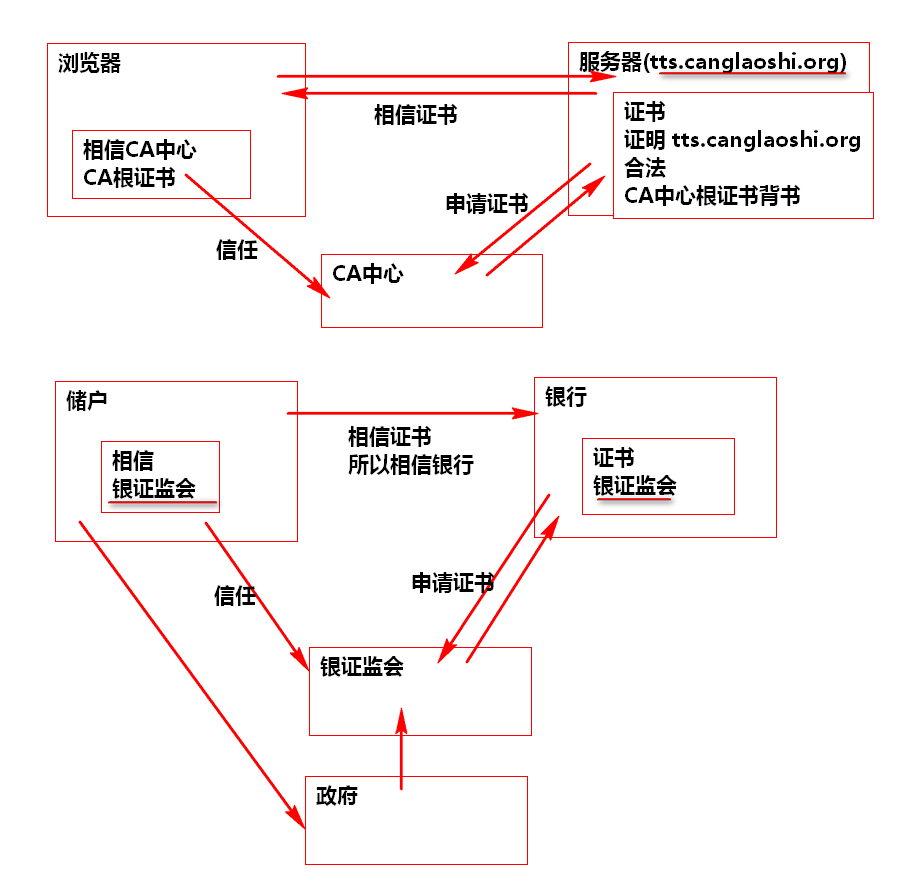 浏览器
服务器(tts.canglaoshi.org)
相信证书
证书
证明 tts.canglaoshi.org
合法
CA中心根证书背书
相信CA中心
CA根证书
申请证书
信任
CA中心
储户
银行
相信证书
所以相信银行
相信
银证监会
证书
银证监会
申请证书
信任
银证监会
政府